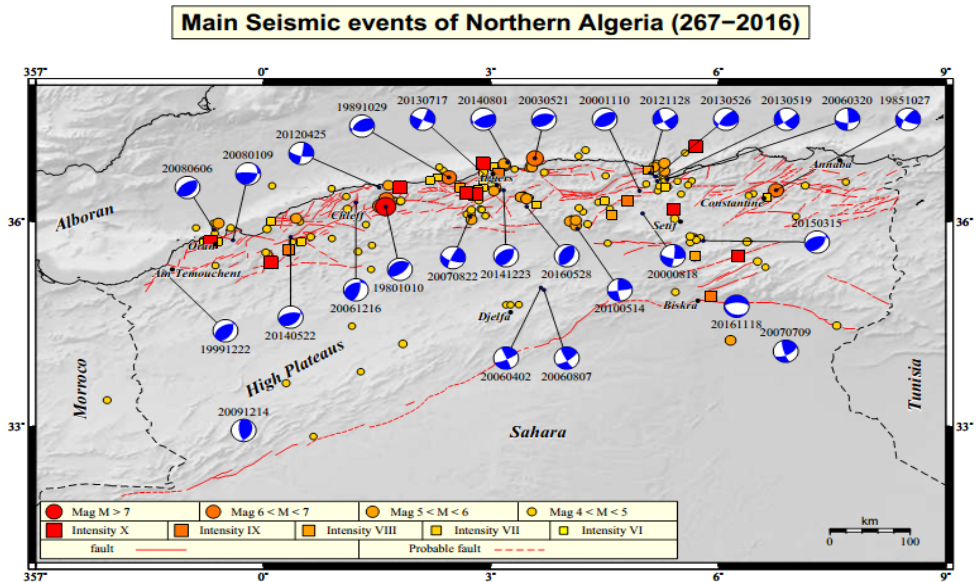 Main Seismic events of Northern Algeria (267−2016)
357° 0° 3° 6° 9°
20130717 20140801 20030521 20001110 20121128 20130526 20130519 20060320 19851027
19891029
20120425
20080109
20080606
Annaba
Algiers
Constantine
Alboran
36° 36°
Chleff
Setif
20150315
Oran
Ain Temouchent
20070822 20141223 20160528 20000818
19801010
Biskra
20061216 20100514
Djelfa
20161118
19991222 20140522
20070709
High Plateaus
20060402 20060807
Morroco
Tunisia
20091214
33° 33°
Sahara
Mag M > 7 Mag 6 < M < 7 Mag 5 < M < 6 Mag 4 < M < 5
Intensity X Intensity IX Intensity VIII Intensity VII Intensity VI
fault Probable fault
km
0 100
357° 0° 3° 6° 9°